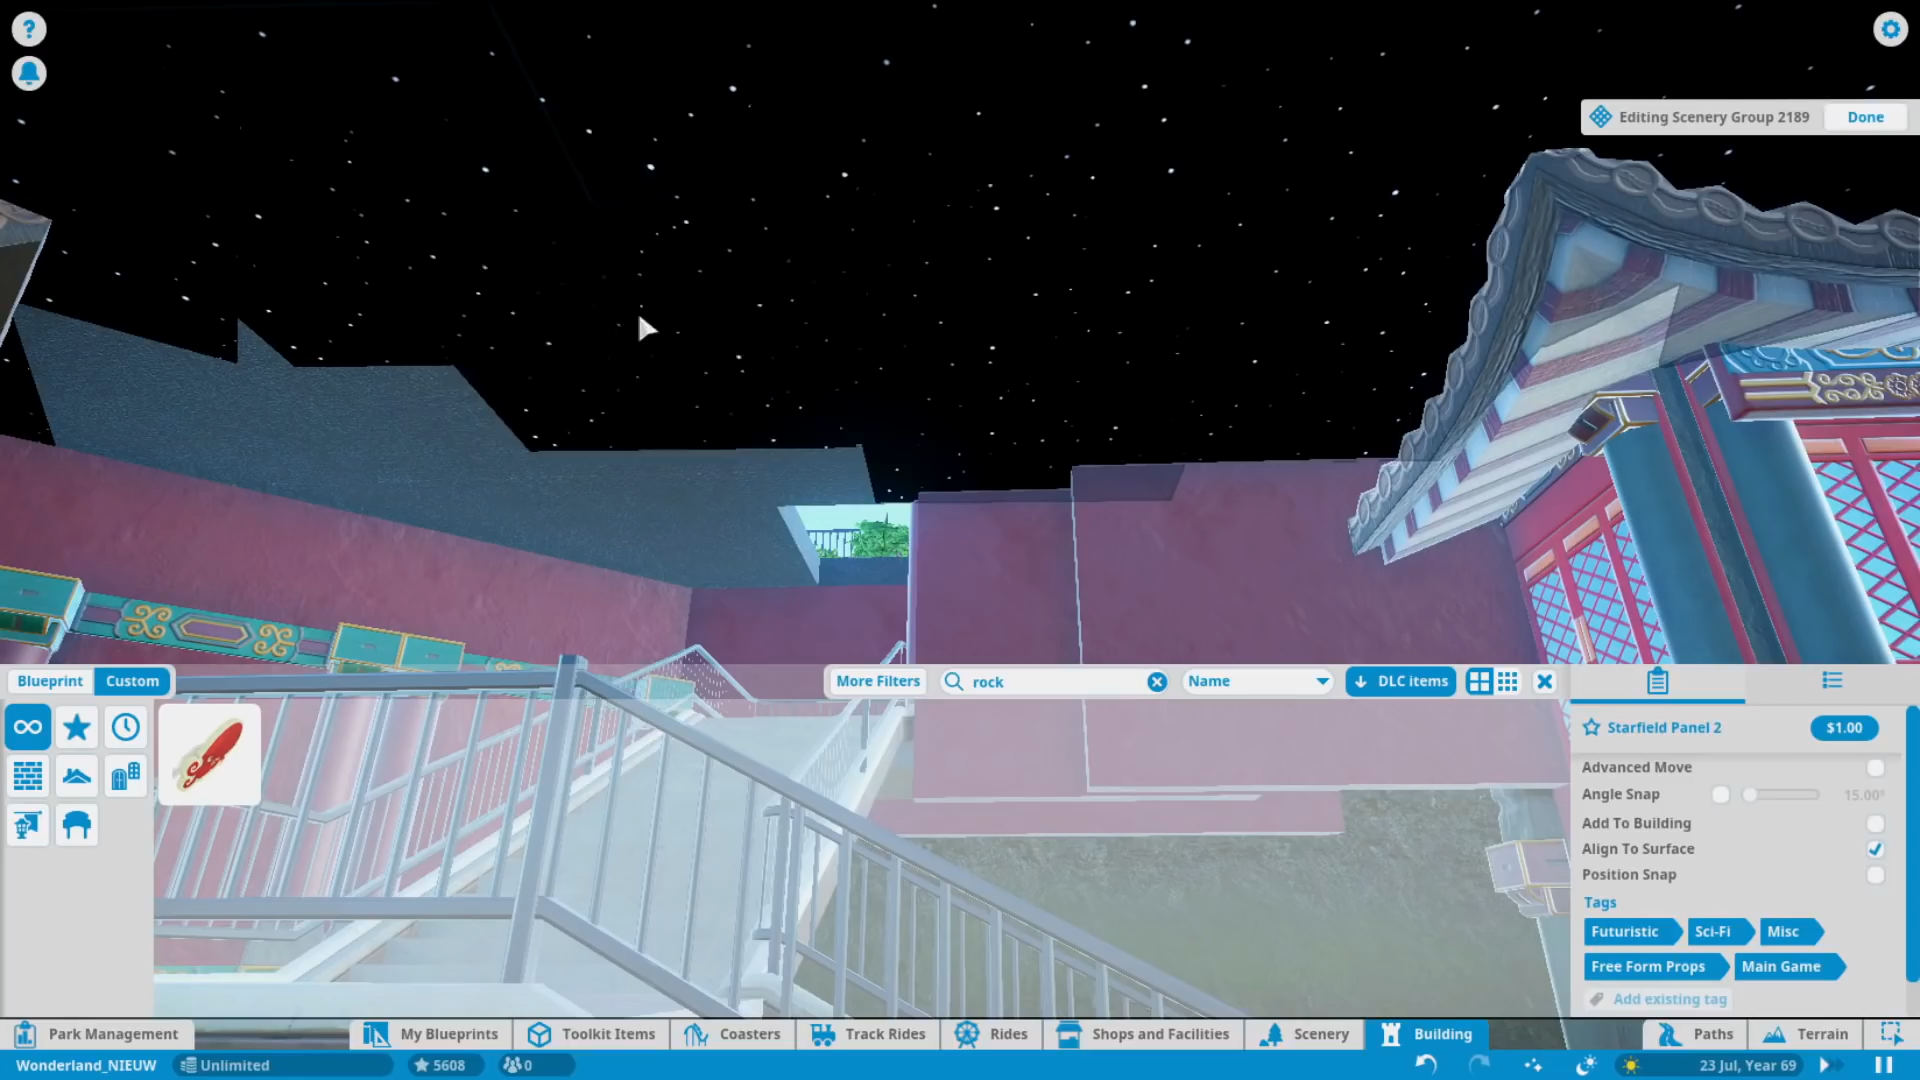 ?
Editing Scenery Group 2189 Done
Blueprint Custom
More Filters rock Name DLC items
Starfield Panel 2 $1.00
Advanced Move
Angle Snap 15.00°
Add To Building
Align To Surface
Position Snap
Tags
Futuristic Sci-Fi Misc
Free Form Props Main Game
Add existing tag
Park Management My Blueprints Toolkit Items Coasters Track Rides Rides Shops and Facilities Scenery Building Paths Terrain
Wonderland_NIEUW Unlimited 5608 0 23 Jul, Year 69